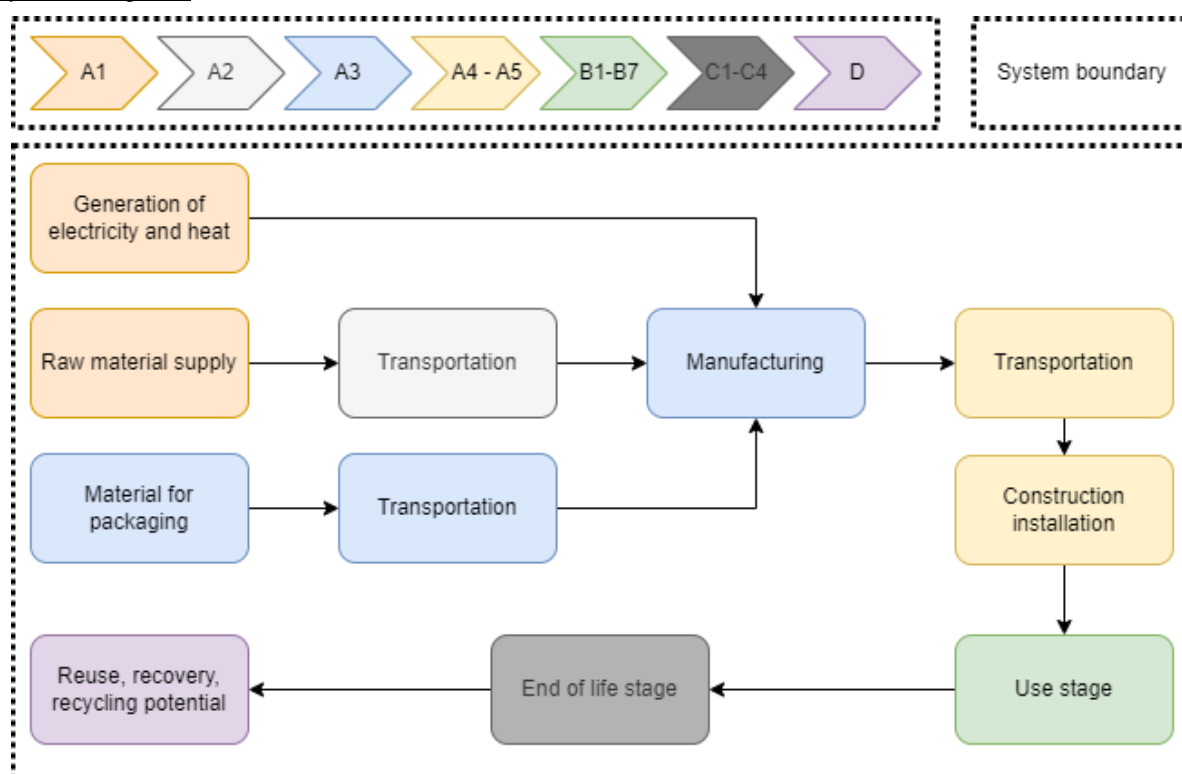 A1
A2
A3
A4 - A5
B1-B7
C1-C4
D
System boundary
Generation of
electricity and heat
Raw material supply
Transportation
Manufacturing
Transportation
Material for
packaging
Transportation
Construction
installation
Reuse, recovery,
recycling potential
End of life stage
Use stage